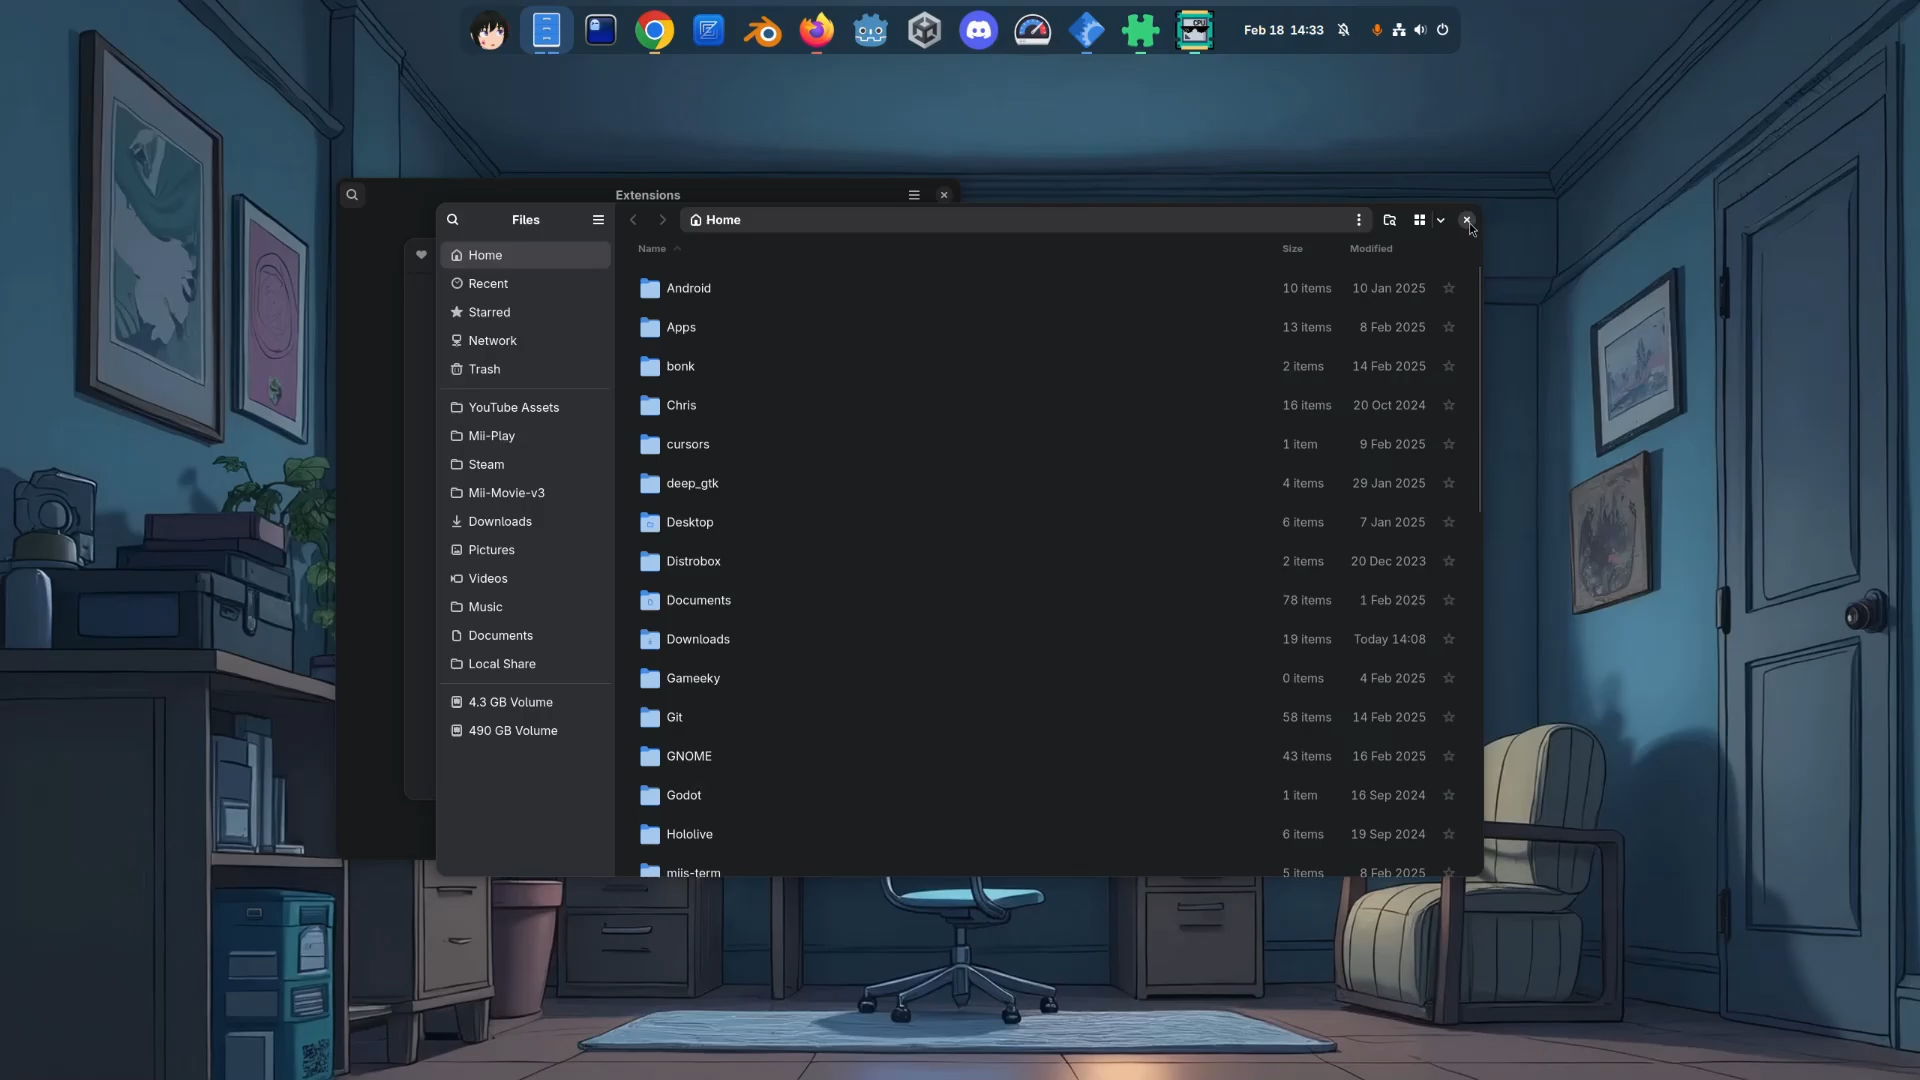 Feb 18 14:33
CPU
Extensions
Files
Home
Home
Recent
Starred
Network
Trash
YouTube Assets
Mii-Play
Steam
Mii-Movie-v3
Downloads
Pictures
Videos
Music
Documents
Local Share
4.3 GB Volume
490 GB Volume
Name Size Modified
Android 10 items 10 Jan 2025
Apps 13 items 8 Feb 2025
bonk 2 items 14 Feb 2025
Chris 16 items 20 Oct 2024
cursors 1 item 9 Feb 2025
deep_gtk 4 items 29 Jan 2025
Desktop 6 items 7 Jan 2025
Distrobox 2 items 20 Dec 2023
Documents 78 items 1 Feb 2025
Downloads 19 items Today 14:08
Gameeky 0 items 4 Feb 2025
Git 58 items 14 Feb 2025
GNOME 43 items 16 Feb 2025
Godot 1 item 16 Sep 2024
Hololive 6 items 19 Sep 2024
miis-term 5 items 8 Feb 2025